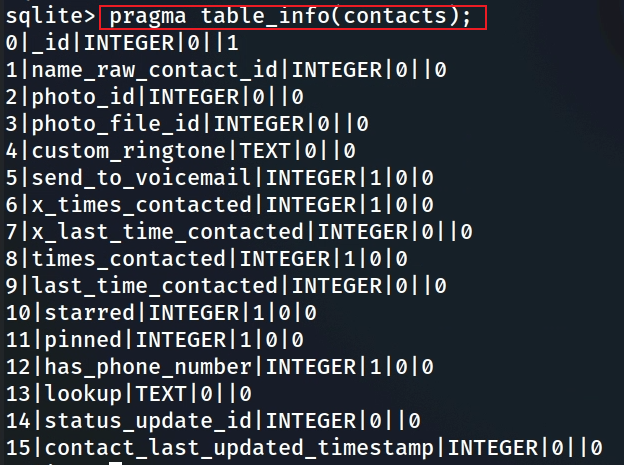 sqlite> pragma table_info(contacts);
0|_id|INTEGER|0||1
1|name_raw_contact_id|INTEGER|0||0
2|photo_id|INTEGER|0||0
3|photo_file_id|INTEGER|0||0
4|custom_ringtone|TEXT|0||0
5|send_to_voicemail|INTEGER|1|0|0
6|x_times_contacted|INTEGER|1|0|0
7|x_last_time_contacted|INTEGER|0||0
8|times_contacted|INTEGER|1|0|0
9|last_time_contacted|INTEGER|0||0
10|starred|INTEGER|1|0|0
11|pinned|INTEGER|1|0|0
12|has_phone_number|INTEGER|1|0|0
13|lookup|TEXT|0||0
14|status_update_id|INTEGER|0||0
15|contact_last_updated_timestamp|INTEGER|0||0